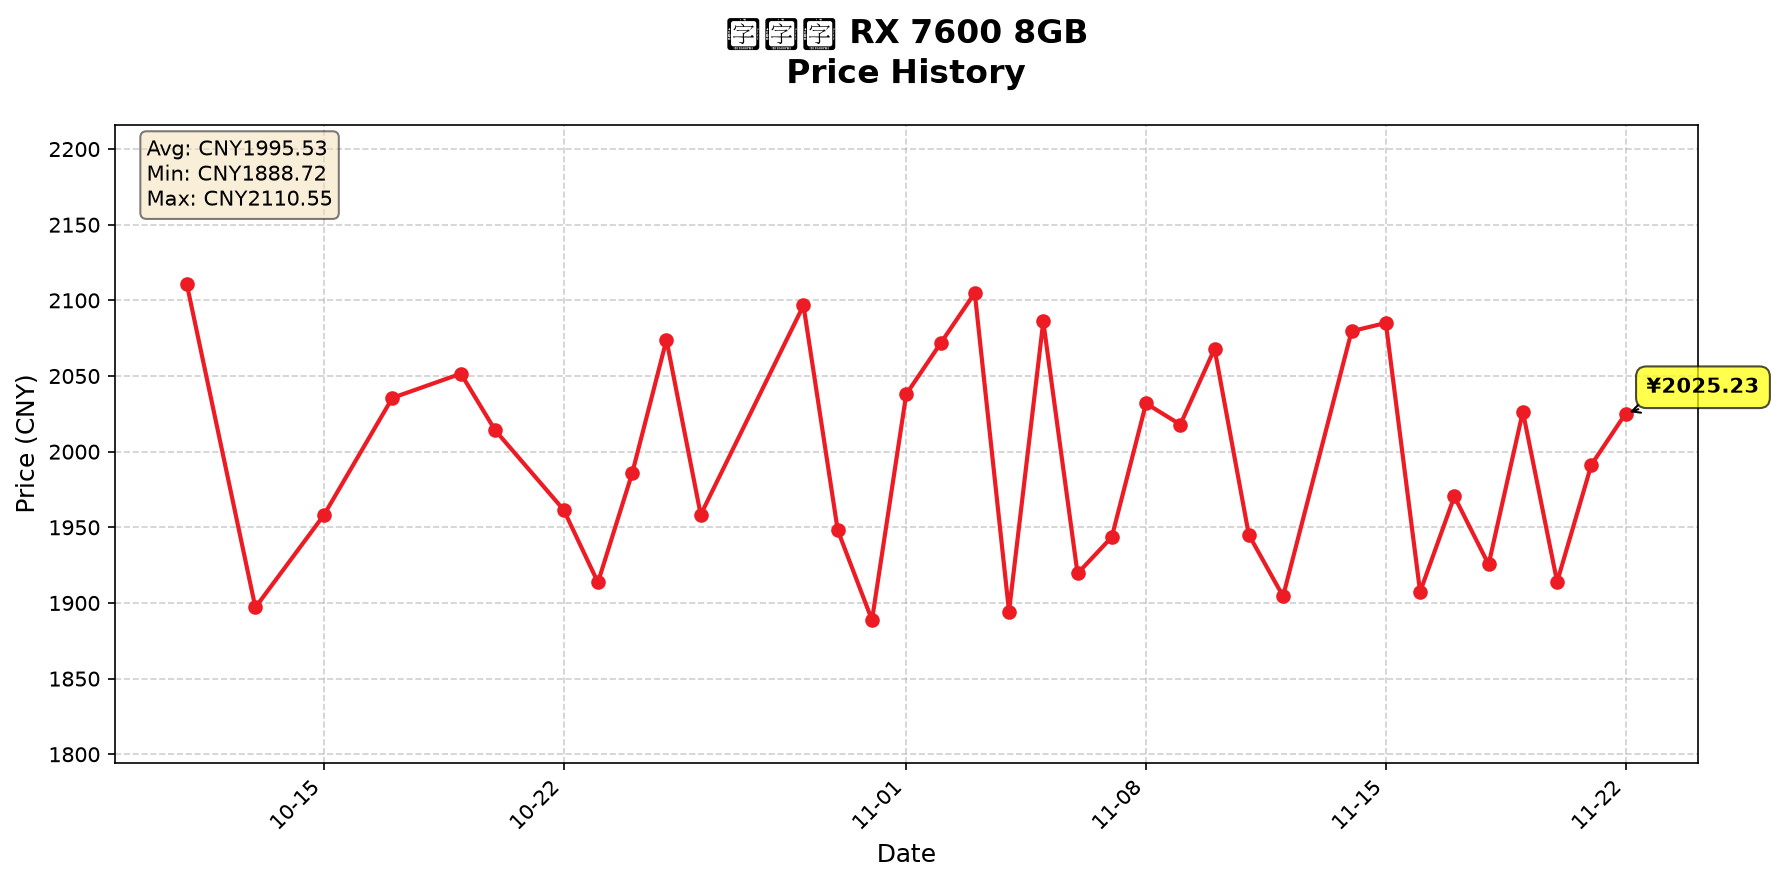 RX 7600 8GB
Price History
Avg: CNY1995.53
Min: CNY1888.72
Max: CNY2110.55
2200
2150
2100
2050
2000
1950
1900
1850
1800
Price (CNY)
¥2025.23
10-15
10-22
11-01
11-08
11-15
11-22
Date